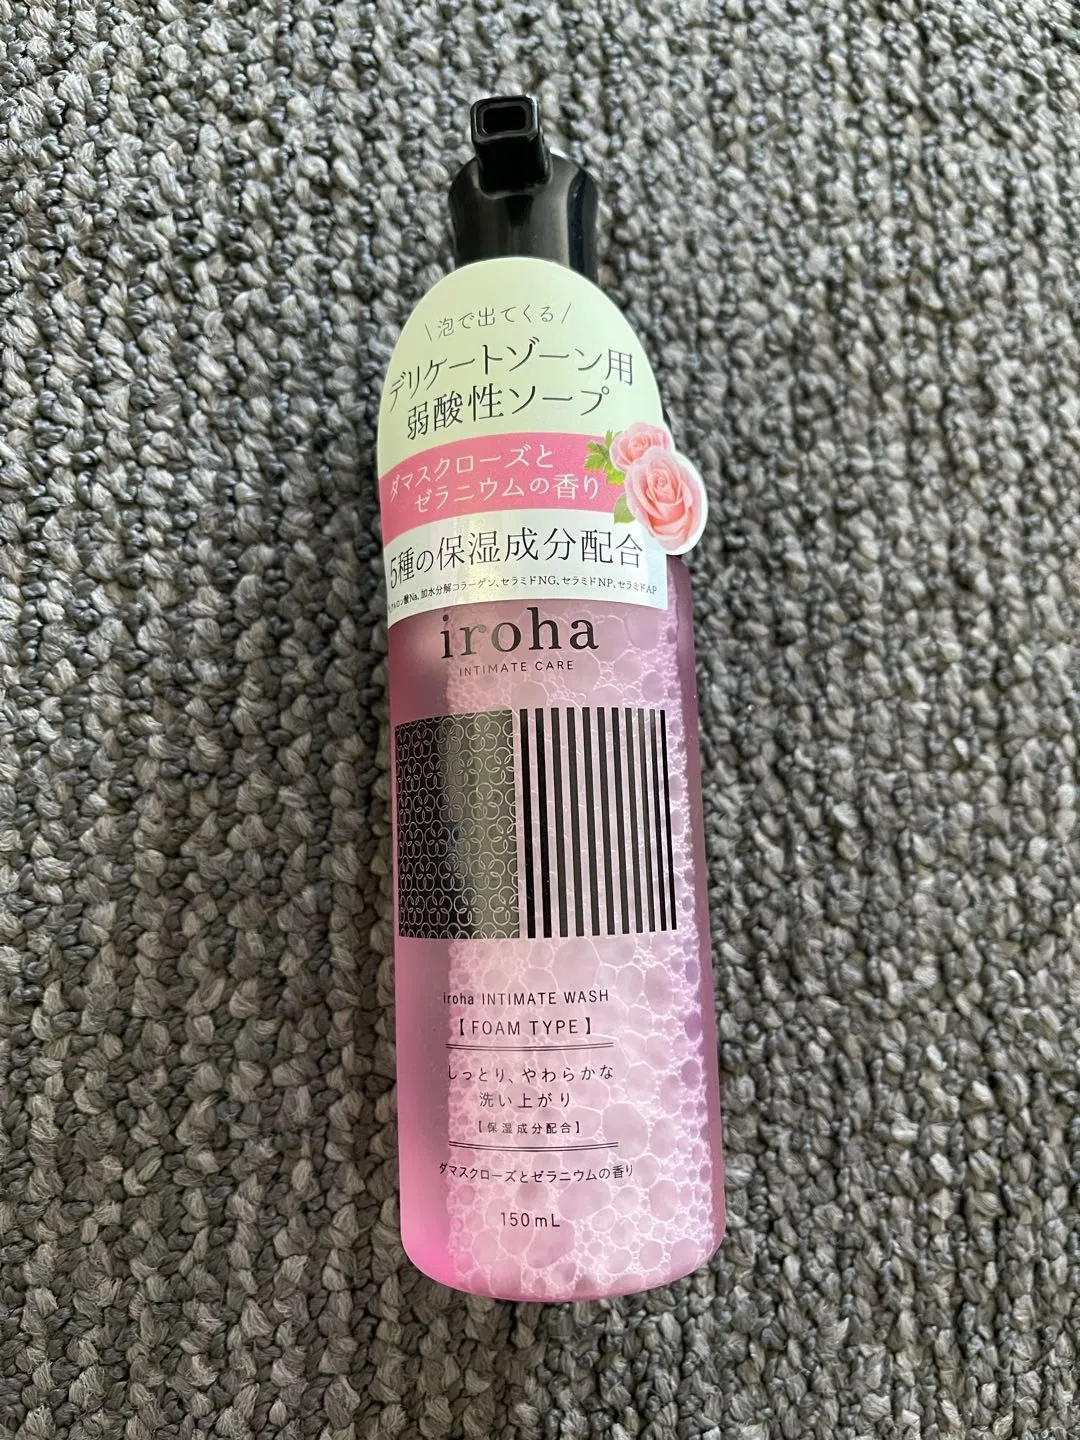 \泡で出てくる/
デリケートゾーン用
弱酸性ソープ
ダマスクローズと
ゼラニウムの香り
5種の保湿成分配合
ロン酸Na、加水分解コラーゲン、セラミドNG、セラミドNP、セラミドAP
iroha
INTIMATE CARE
iroha INTIMATE WASH
【FOAM TYPE】
しっとり、やわらかな
洗い上がり
【保湿成分配合】
ダマスクローズとゼラニウムの香り
150mL